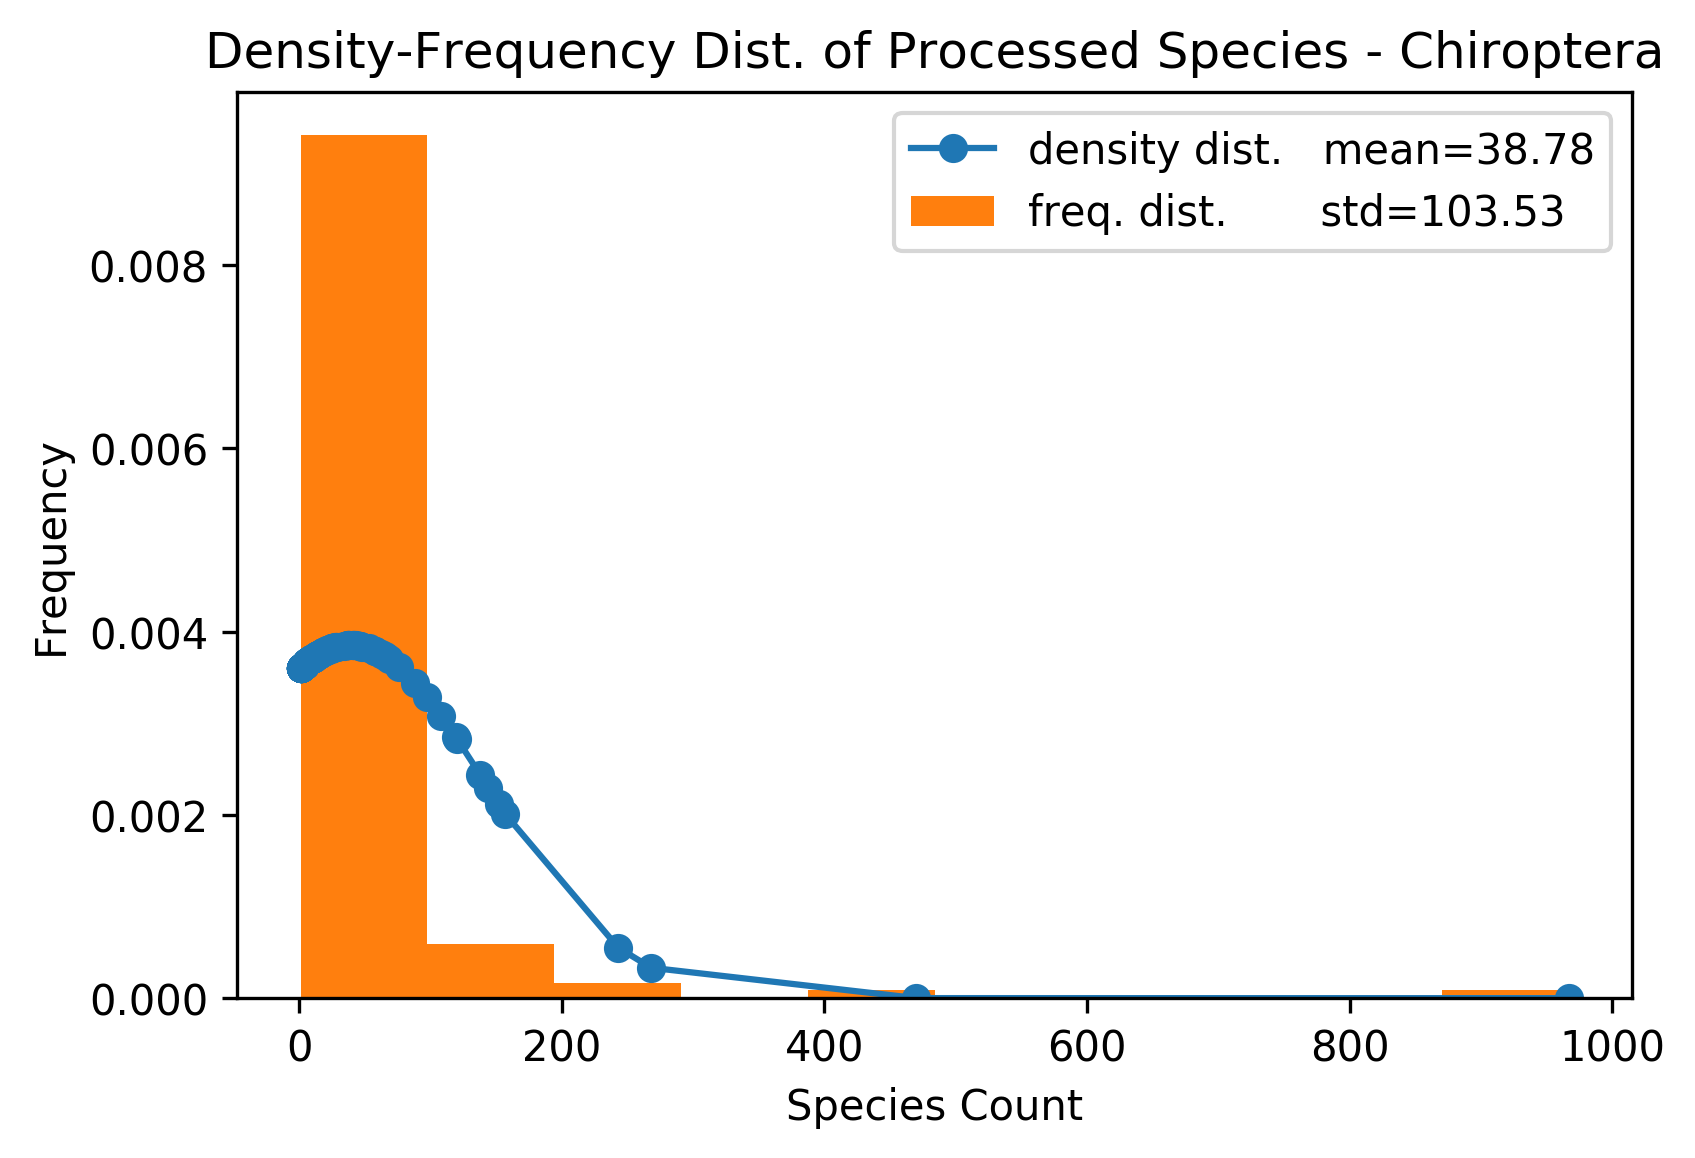 Density-Frequency Dist. of Processed Species - Chiroptera
density dist. mean=38.78
freq. dist. std=103.53
0.008
0.006
0.004
0.002
0.000
Frequency
0 200 400 600 800 1000
Species Count